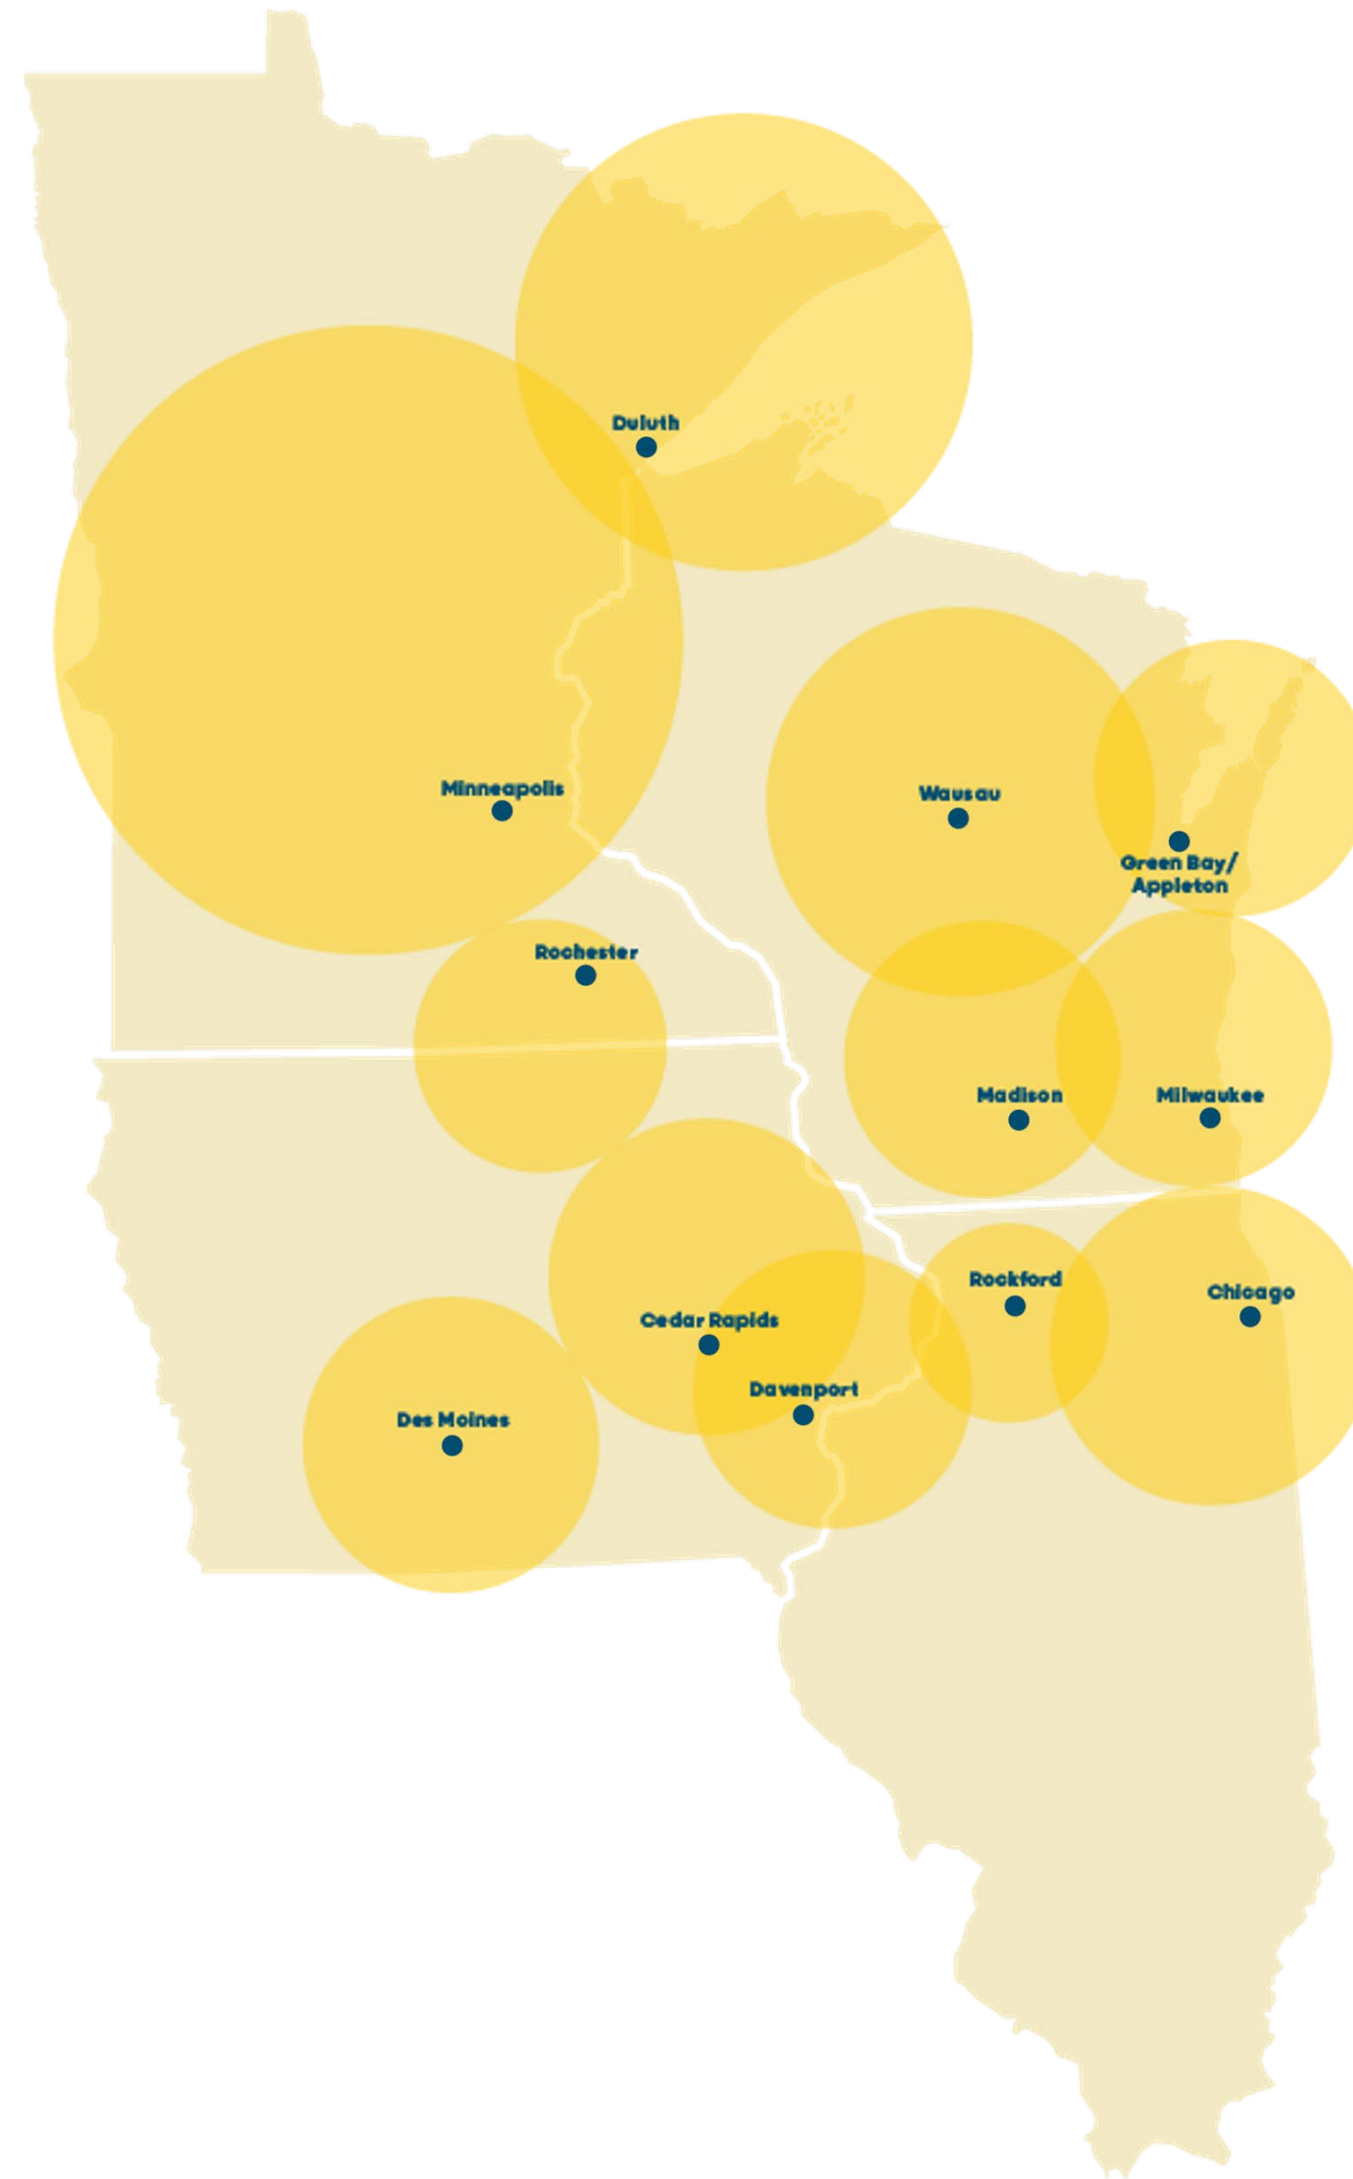 Duluth
Minneapolis
Wausau
Green Bay/
Appleton
Rochester
Madison
Milwaukee
Rockford
Chicago
Cedar Rapids
Davenport
Des Moines